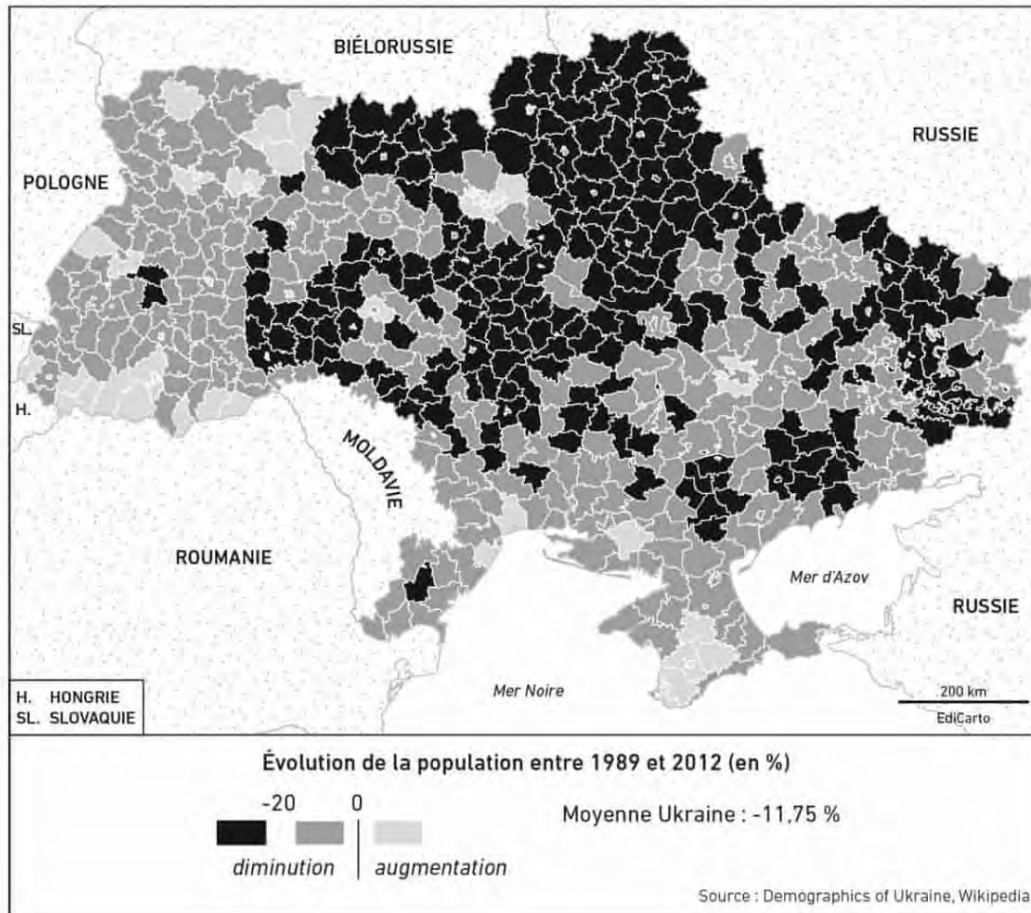 BIÉLORUSSIE
RUSSIE
POLOGNE
SL.
H.
MOLDAVIE
ROUMANIE
Mer d'Azov
RUSSIE
Mer Noire
200 km
EdiCarto
H. HONGRIE
SL. SLOVAQUIE
Évolution de la population entre 1989 et 2012 (en %)
-20 0
Moyenne Ukraine : -11,75 %
diminution augmentation
Source : Demographics of Ukraine, Wikipedia